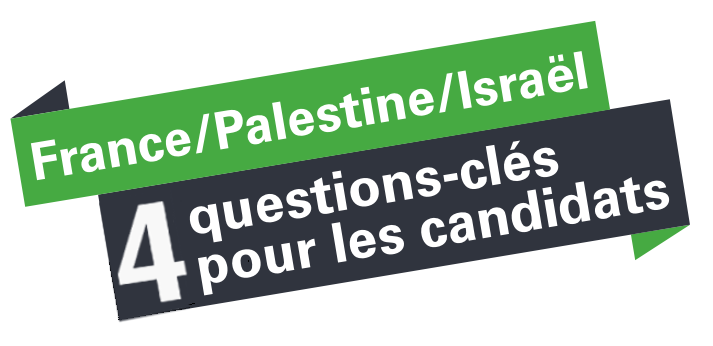 France/Palestine/Israël
4 questions-clés
pour les candidats